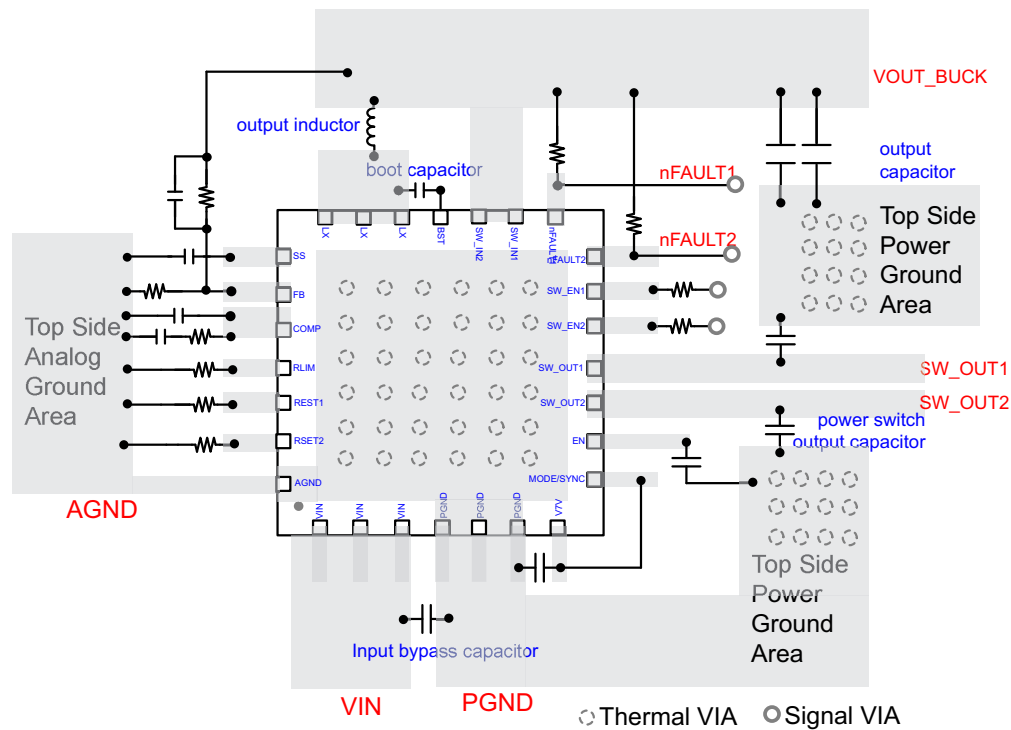 VOUT_BUCK
output inductor
boot capacitor
nFAULT1
output
capacitor
nFAULT2
Top Side
Power
Ground
Area
LX
LX
LX
BST
SW_IN2
SW_IN1
nFAULT
SS
FB
COMP
RLIM
REST1
RSET2
AGND
nFAULT2
SW_EN1
SW_EN2
SW_OUT1
SW_OUT2
EN
MODE/SYNC
VIN
VIN
VIN
PGND
PGND
PGND
V7V
Top Side
Analog
Ground
Area
AGND
SW_OUT1
SW_OUT2
power switch
output capacitor
Top Side
Power
Ground
Area
Input bypass capacitor
VIN
PGND
Thermal VIA
Signal VIA